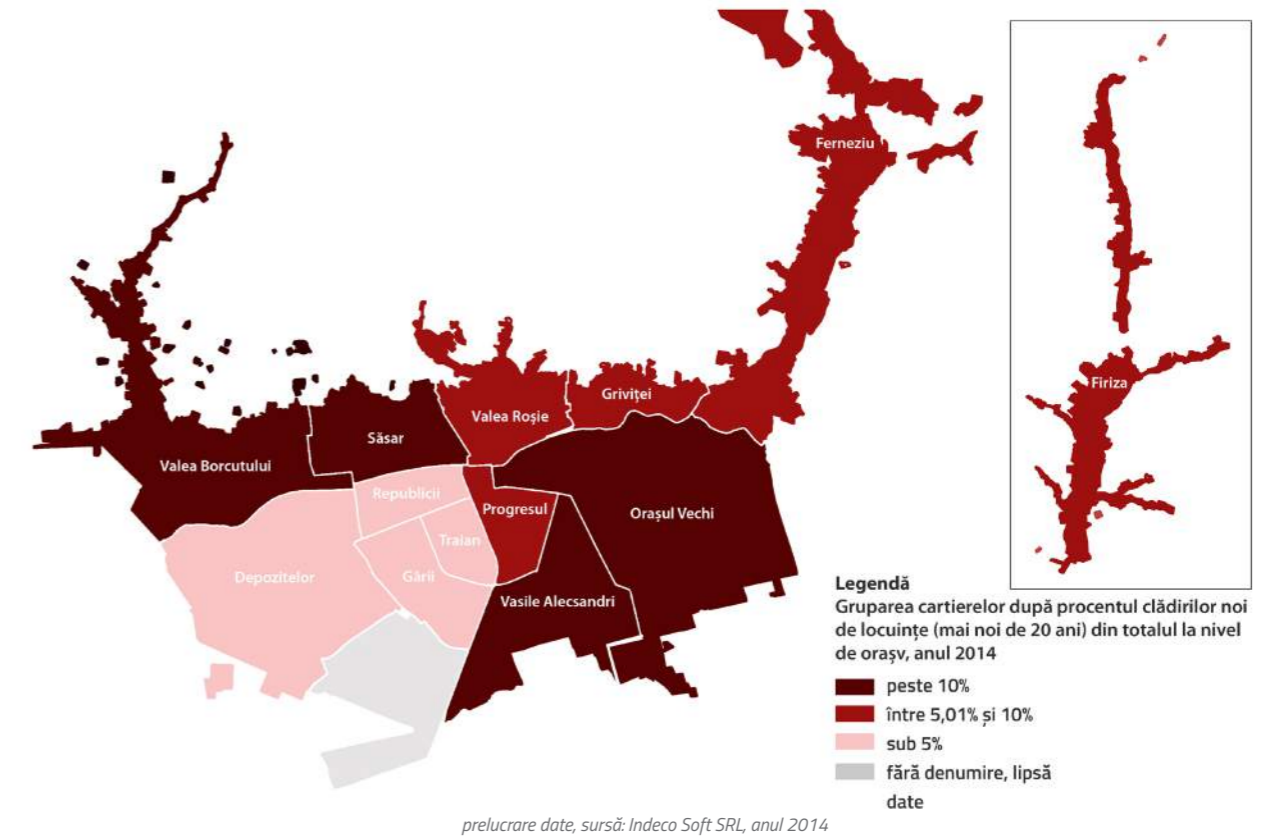 Ferneziu
Firiza
Griviței
Valea Roșie
Săsar
Valea Borcutului
Republicii
Progresul
Orașul Vechi
Traian
Depozitelor
Gării
Vasile Alecsandri
Legendă
Gruparea cartierelor după procentul clădirilor noi
de locuințe (mai noi de 20 ani) din totalul la nivel
de orașv, anul 2014
peste 10%
între 5,01% și 10%
sub 5%
fără denumire, lipsă
date
prelucrare date, sursă: Indeco Soft SRL, anul 2014